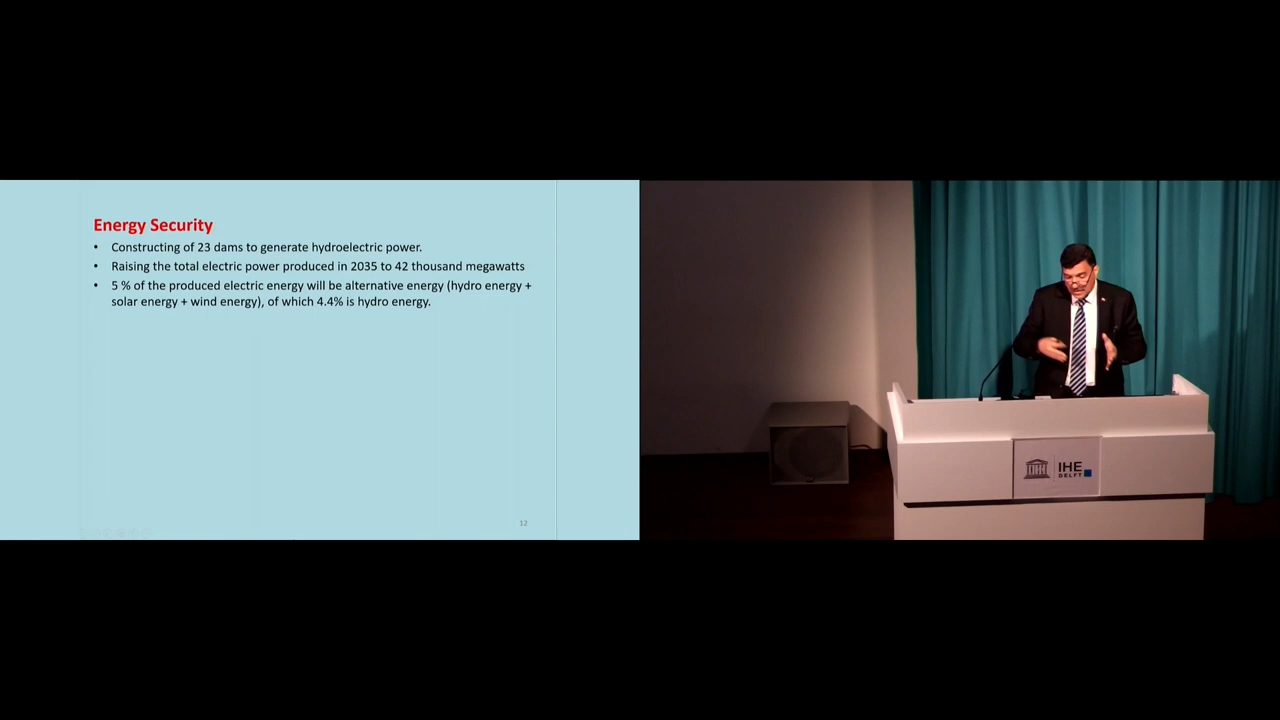 Energy Security
• Constructing of 23 dams to generate hydroelectric power.
• Raising the total electric power produced in 2035 to 42 thousand megawatts
• 5 % of the produced electric energy will be alternative energy (hydro energy +
solar energy + wind energy), of which 4.4% is hydro energy.
12
IHE
DELFT